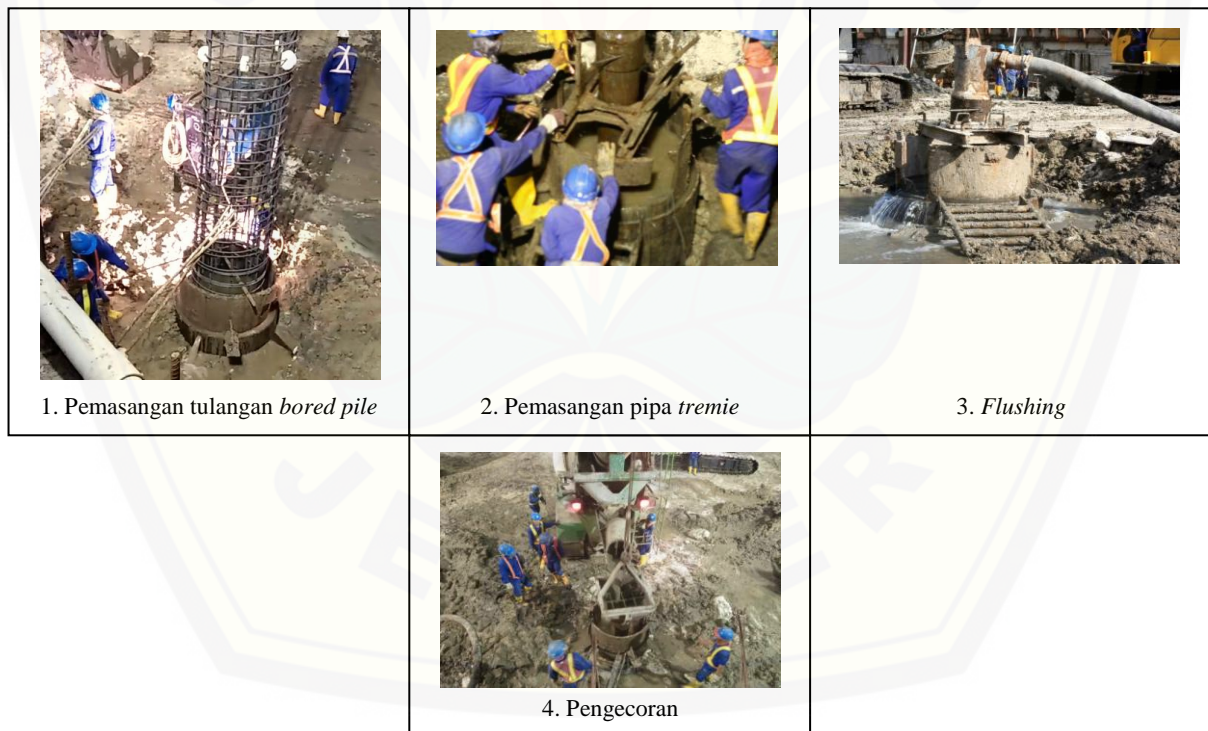 1. Pemasangan tulangan bored pile
2. Pemasangan pipa tremie
3. Flushing
4. Pengecoran